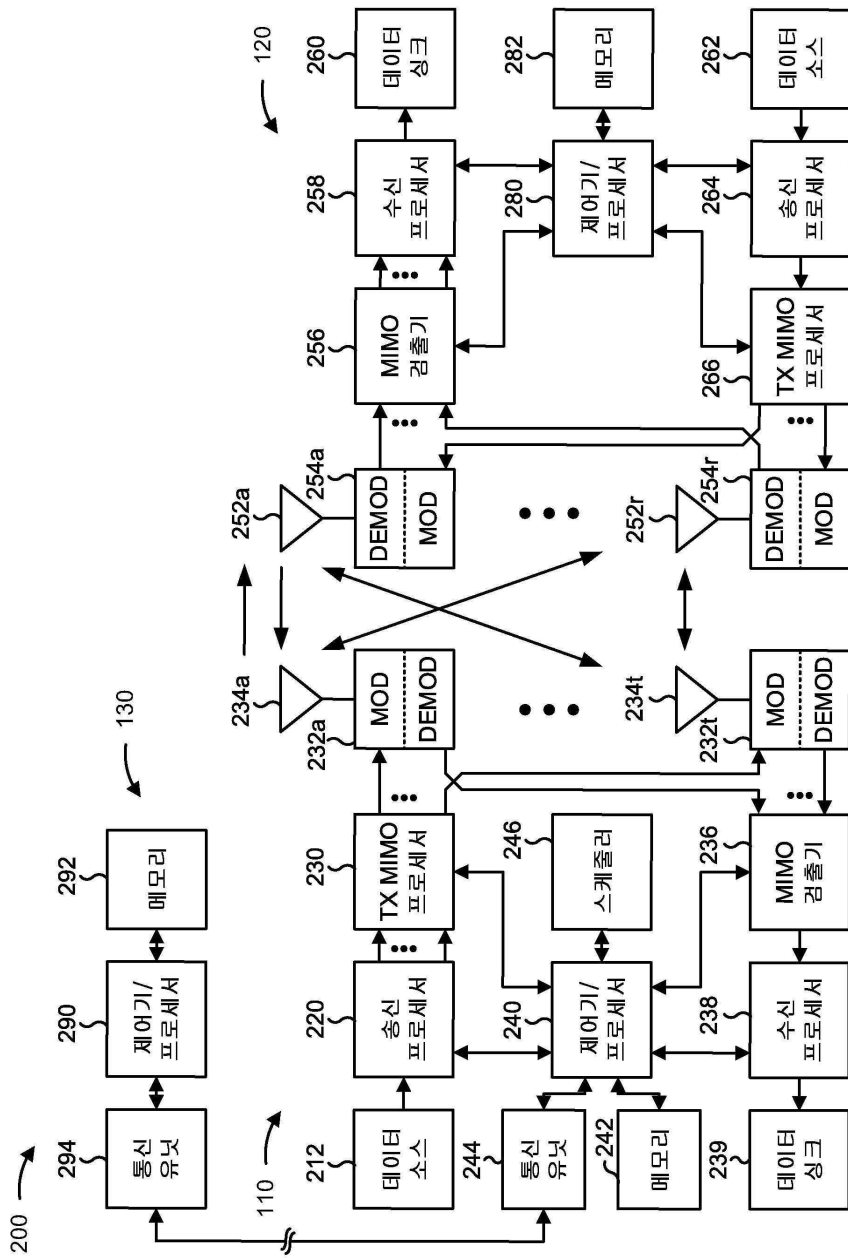 200
294
통신
유닛
290
제어기/
프로세서
292
메모리
130
110
212
데이터
소스
220
송신
프로세서
230
TX MIMO
프로세서
232a
MOD
DEMOD
234a
252a
254a
DEMOD
MOD
256
MIMO
검출기
258
수신
프로세서
260
데이터
싱크
120
244
통신
유닛
242
메모리
240
제어기/
프로세서
246
스케줄러
280
제어기/
프로세서
282
메모리
239
데이터
싱크
238
수신
프로세서
236
MIMO
검출기
232t
MOD
DEMOD
234t
252r
254r
DEMOD
MOD
266
TX MIMO
프로세서
264
송신
프로세서
262
데이터
소스